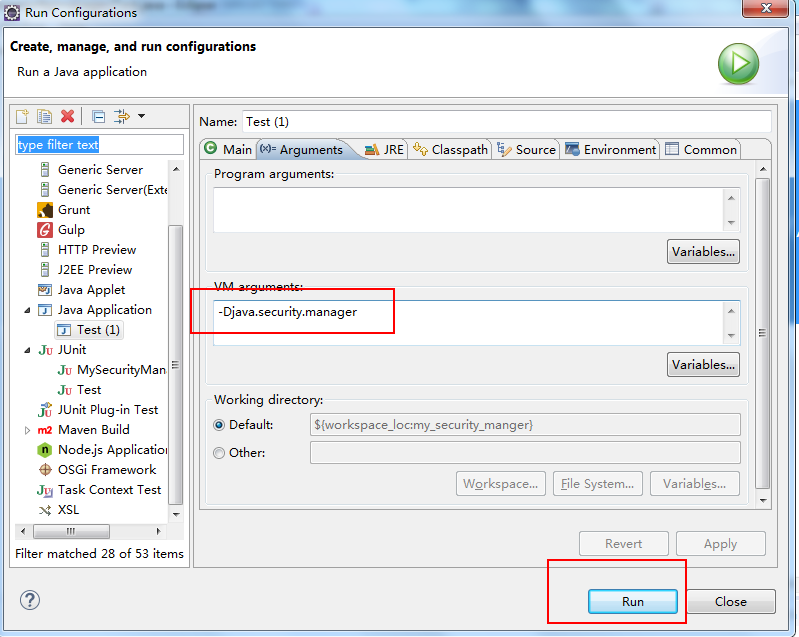 Run Configurations
Create, manage, and run configurations
Run a Java application
type filter text
Generic Server
Generic Server(Exte
Grunt
Gulp
HTTP Preview
J2EE Preview
Java Applet
Java Application
Test (1)
JUnit
MySecurityMan
Test
JUnit Plug-in Test
Maven Build
Node.js Application
OSGi Framework
Task Context Test
XSL
Filter matched 28 of 53 items
Name: Test (1)
Main (x)= Arguments JRE Classpath Source Environment Common
Program arguments:
Variables...
VM arguments:
-Djava.security.manager
Variables...
Working directory:
Default: ${workspace_loc:my_security_manger}
Other:
Workspace... File System... Variables...
Revert Apply
Run Close